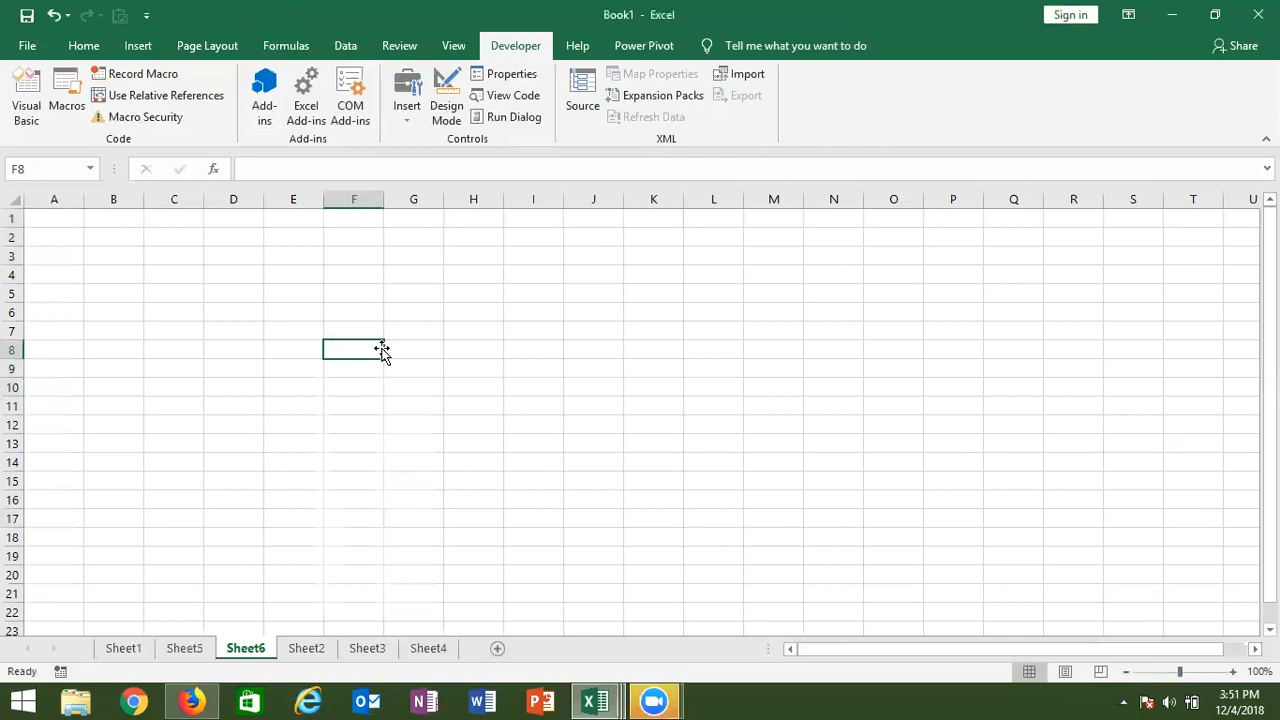 Book1 - Excel
Sign in
File Home Insert Page Layout Formulas Data Review View Developer Help Power Pivot Tell me what you want to do Share
Visual Basic
Macros
Record Macro
Use Relative References
Macro Security
Code
Add-ins
Excel Add-ins
COM Add-ins
Add-ins
Insert
Design Mode
Properties
View Code
Run Dialog
Controls
Source
Map Properties
Expansion Packs
Refresh Data
Import
Export
XML
F8
fx
A B C D E F G H I J K L M N O P Q R S T U
1
2
3
4
5
6
7
8
9
10
11
12
13
14
15
16
17
18
19
20
21
22
23
Sheet1 Sheet5 Sheet6 Sheet2 Sheet3 Sheet4
Ready
100%
3:51 PM
12/4/2018